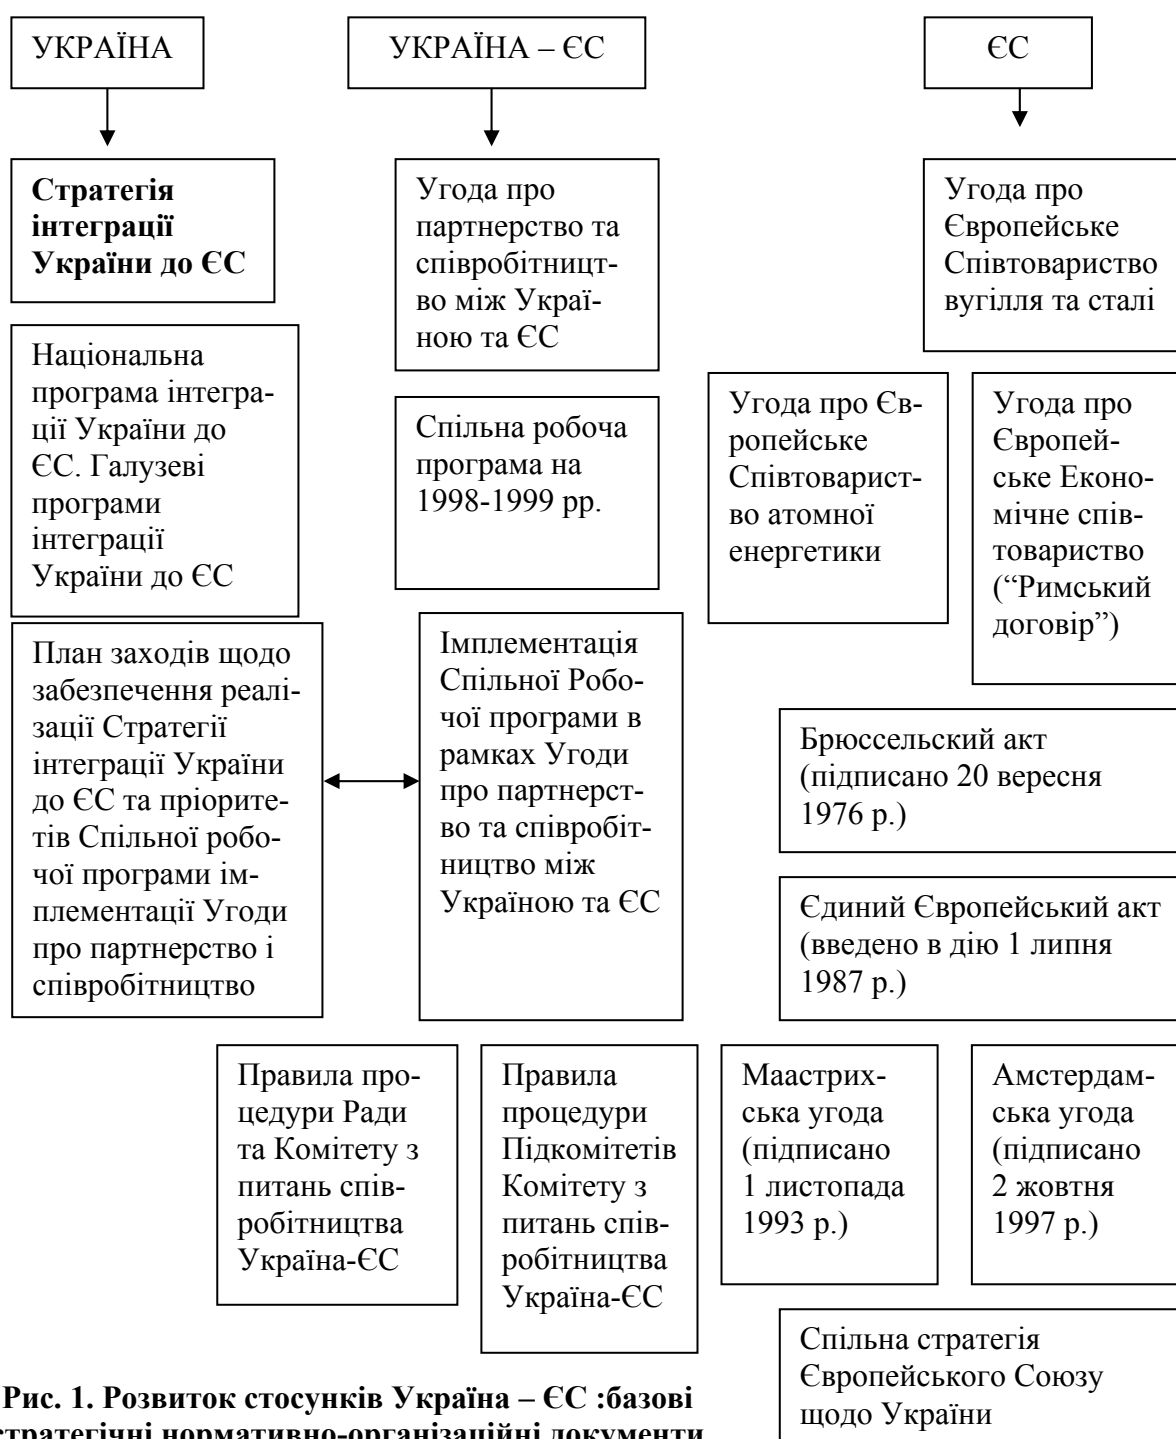 УКРАЇНА
УКРАЇНА – ЄС
ЄС
Стратегія
інтеграції
України до ЄС
Угода про
партнерство та
співробітницт-
во між Украї-
ною та ЄС
Угода про
Європейське
Співтовариство
вугілля та сталі
Національна
програма інтегра-
ції України до
ЄС. Галузеві
програми
інтеграції
України до ЄС
Спільна робоча
програма на
1998-1999 рр.
Угода про Єв-
ропейське
Співтоварист-
во атомної
енергетики
Угода про
Європей-
ське Еконо-
мічне спів-
товариство
(“Римський
договір”)
План заходів щодо
забезпечення реалі-
зації Стратегії
інтеграції України
до ЄС та пріорите-
тів Спільної робо-
чої програми ім-
плементації Угоди
про партнерство і
співробітництво
Імплементація
Спільної Робо-
чої програми в
рамках Угоди
про партнерст-
во та співробіт-
ництво між
Україною та ЄС
Брюссельский акт
(підписано 20 вересня
1976 р.)
Єдиний Європейський акт
(введено в дію 1 липня
1987 р.)
Правила про-
цедури Ради
та Комітету з
питань спів-
робітництва
Україна-ЄС
Правила
процедури
Підкомітетів
Комітету з
питань спів-
робітництва
Україна-ЄС
Маастрих-
ська угода
(підписано
1 листопада
1993 р.)
Амстердам-
ська угода
(підписано
2 жовтня
1997 р.)
Спільна стратегія
Європейського Союзу
щодо України
Рис. 1. Розвиток стосунків Україна – ЄС :базові
стратегічні нормативно-організаційні документи